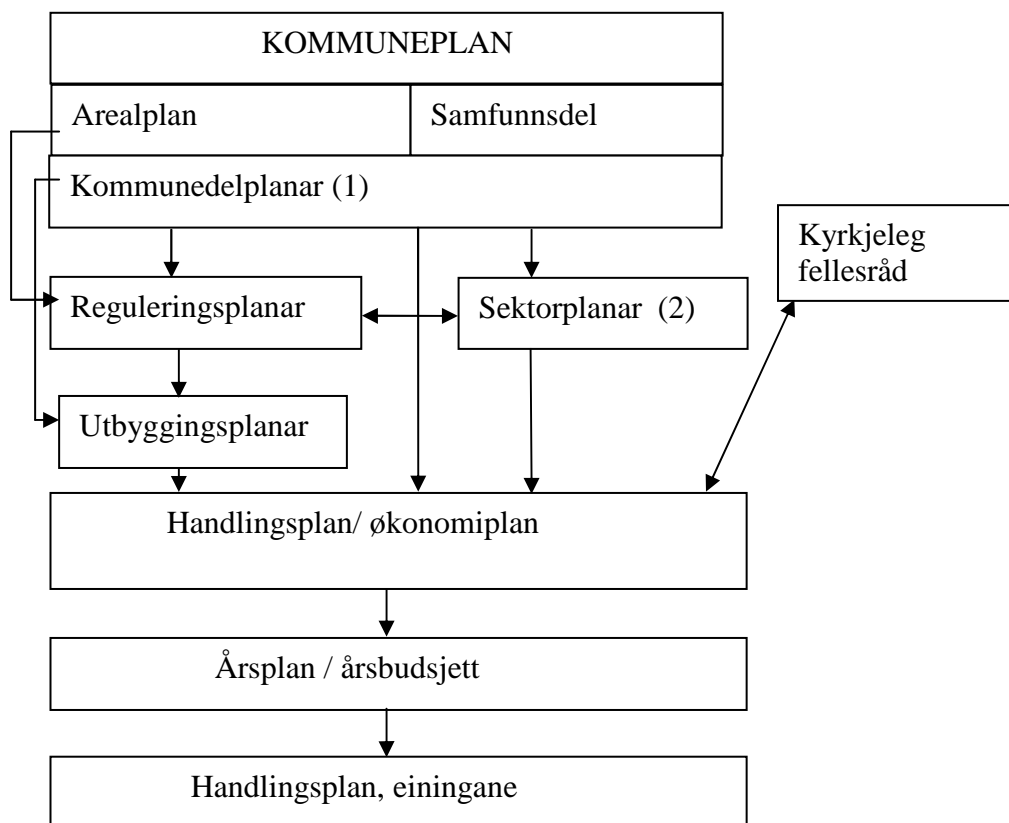 KOMMUNEPLAN
Arealplan
Samfunnsdel
Kommunedelplanar (1)
Kyrkjeleg
fellesråd
Reguleringsplanar
Sektorplanar (2)
Utbyggingsplanar
Handlingsplan/ økonomiplan
Årsplan / årsbudsjett
Handlingsplan, einingane